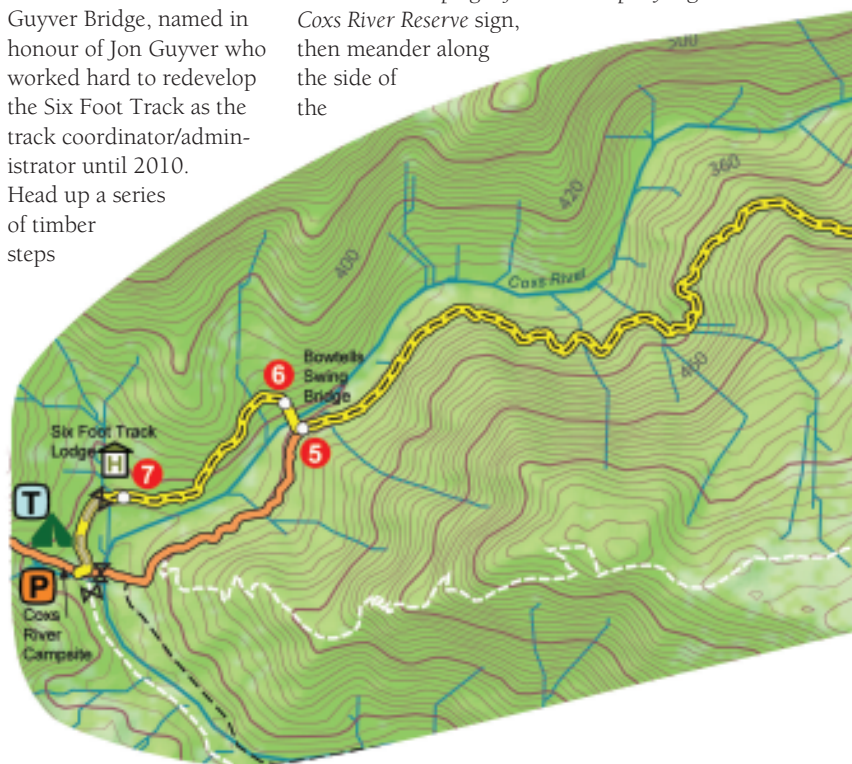 Guyver Bridge, named in
honour of Jon Guyver who
worked hard to redevelop
the Six Foot Track as the
track coordinator/admin-
istrator until 2010.
Head up a series
of timber
steps
Coxs River Reserve sign,
then meander along
the side of
the
500
360
420
400
Coxs River
460
Bowtells
Swing
Bridge
6
5
Six Foot Track
Lodge
H
7
T
P
Coxs
River
Campsite